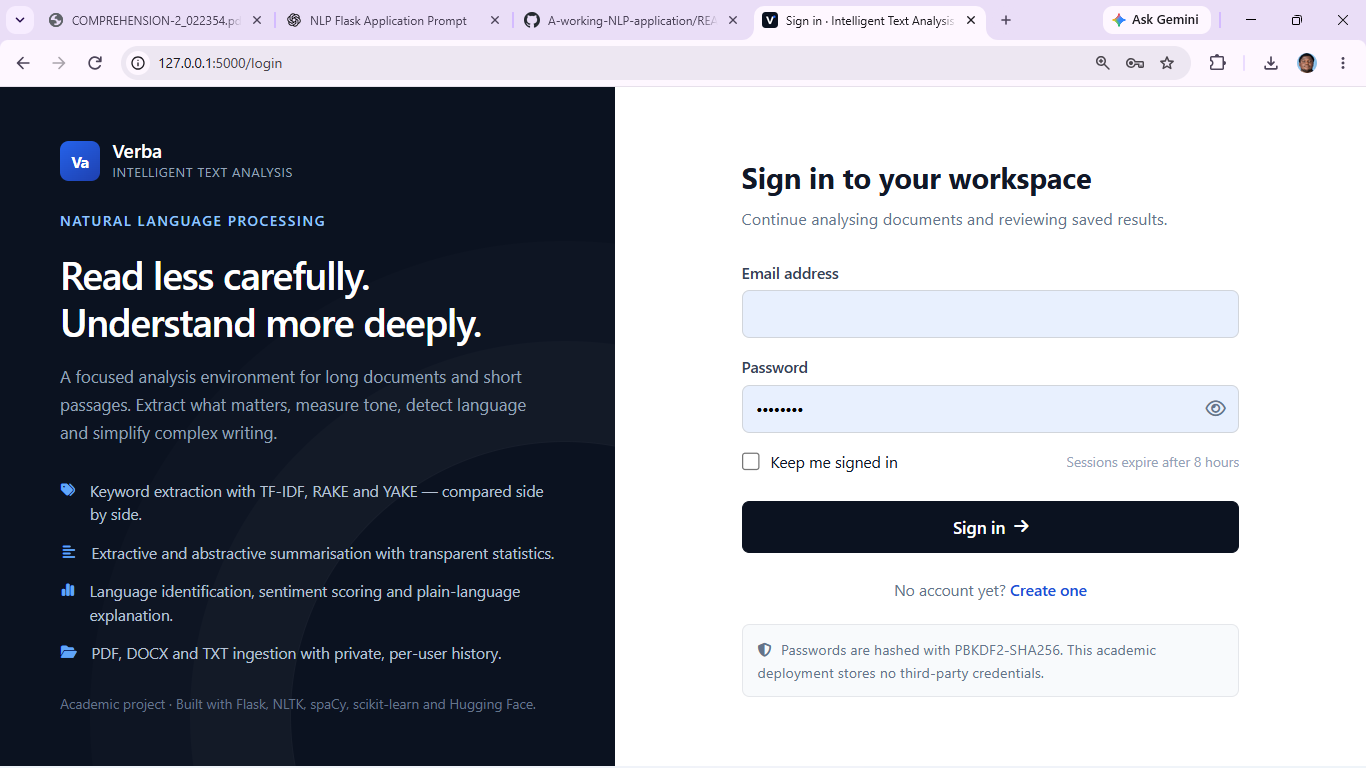 COMPREHENSION-2_022354.pd
NLP Flask Application Prompt
A-working-NLP-application/REA
Sign in · Intelligent Text Analysis
Ask Gemini
127.0.0.1:5000/login
Va
Verba
INTELLIGENT TEXT ANALYSIS
NATURAL LANGUAGE PROCESSING
Read less carefully.
Understand more deeply.
A focused analysis environment for long documents and short
passages. Extract what matters, measure tone, detect language
and simplify complex writing.
Keyword extraction with TF-IDF, RAKE and YAKE — compared side
by side.
Extractive and abstractive summarisation with transparent statistics.
Language identification, sentiment scoring and plain-language
explanation.
PDF, DOCX and TXT ingestion with private, per-user history.
Academic project · Built with Flask, NLTK, spaCy, scikit-learn and Hugging Face.
Sign in to your workspace
Continue analysing documents and reviewing saved results.
Email address
Password
••••••••
Keep me signed in
Sessions expire after 8 hours
Sign in →
No account yet? Create one
Passwords are hashed with PBKDF2-SHA256. This academic
deployment stores no third-party credentials.